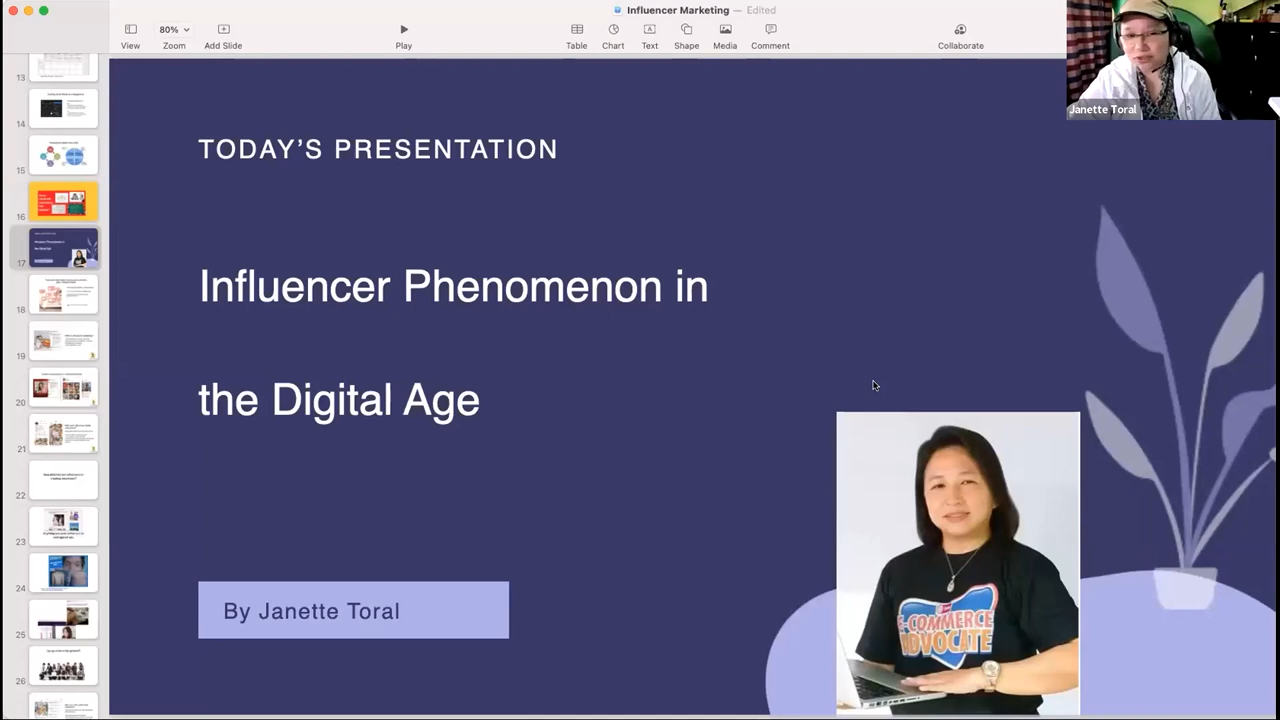 Influencer Marketing — Edited
View
80%
Zoom
Add Slide
Play
Table
Chart
Text
Shape
Media
Comment
Collaborate
Janette Toral
13
14
15
16
17
18
19
20
21
22
23
24
25
26
TODAY’S PRESENTATION
Influencer Phenomenon in
the Digital Age
By Janette Toral
E-COMMERCE
ADVOCATE